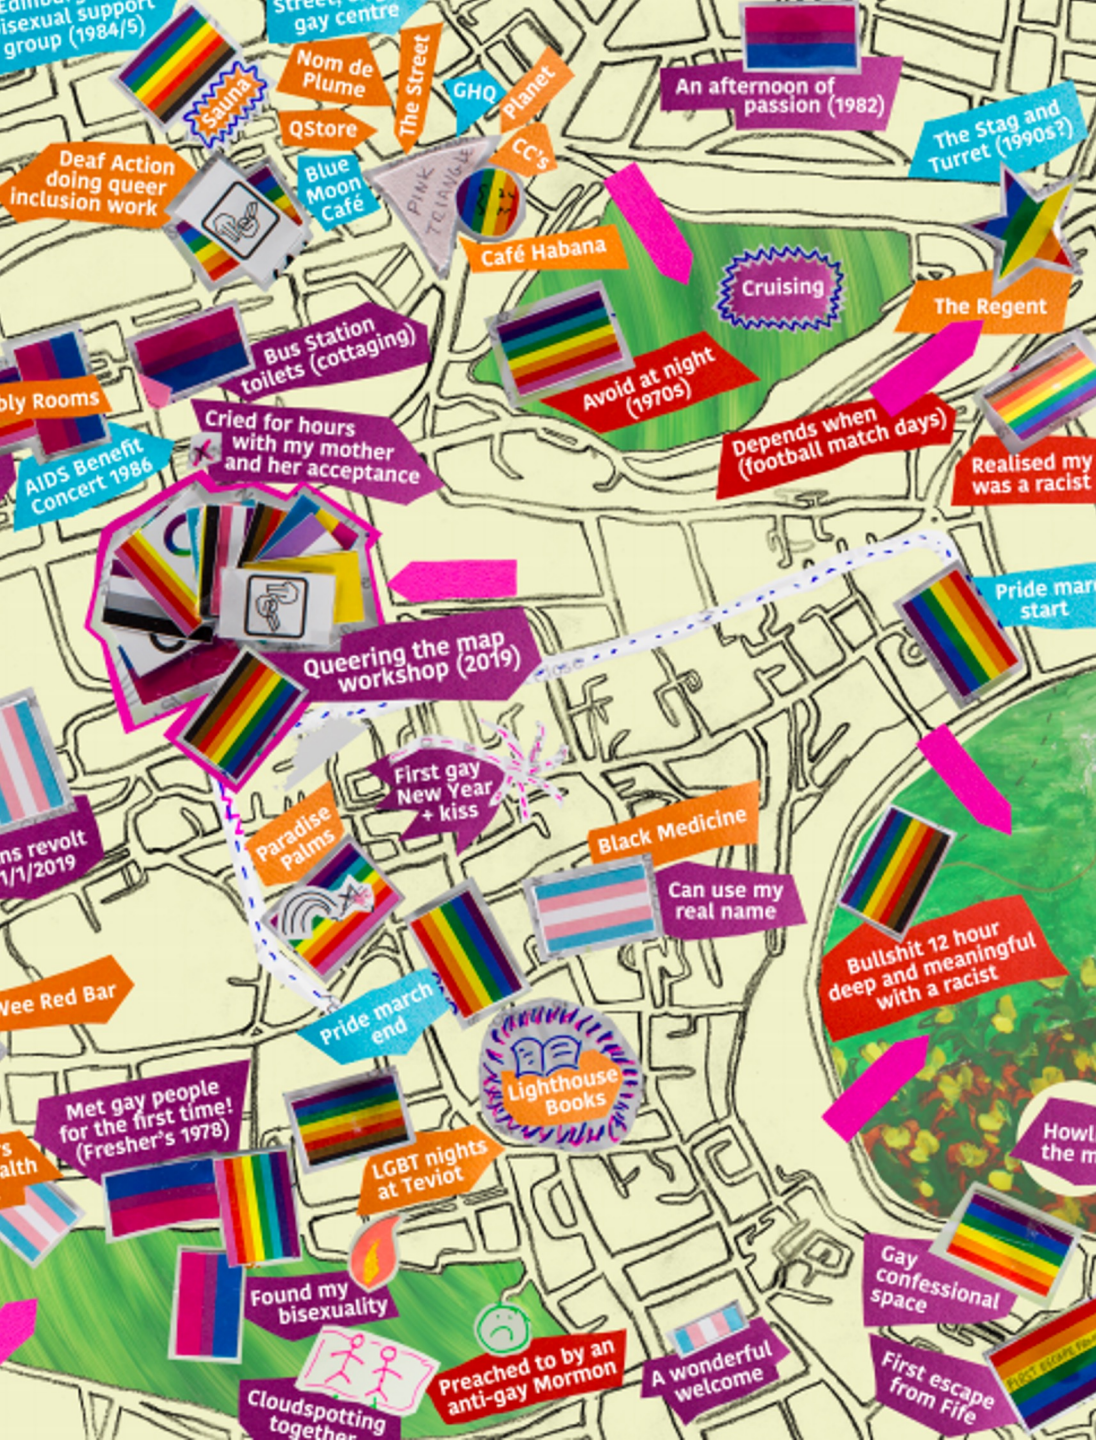 bisexual support
group (1984/5)
gay centre
Sauna
Nom de
Plume
The Street
GHQ
Planet
QStore
CC's
An afternoon of
passion (1982)
The Stag and
Turret (1990s?)
Deaf Action
doing queer
inclusion work
Blue
Moon
Café
PINK
TRIANGLE
Café Habana
Cruising
The Regent
Bus Station
toilets (cottaging)
Avoid at night
(1970s)
Depends when
(football match days)
Realised my
was a racist
Rooms
AIDS Benefit
Concert 1986
Cried for hours
with my mother
and her acceptance
Pride
start
Queering the map
workshop (2019)
First gay
New Year
+ kiss
revolt
1/1/2019
Paradise
Palms
Black Medicine
Can use my
real name
Bullshit 12 hour
deep and meaningful
with a racist
Wee Red Bar
Pride march
end
Lighthouse
Books
Met gay people
for the first time!
(Fresher's 1978)
LGBT nights
at Teviot
the
Gay
confessional
space
Found my
bisexuality
Preached to by an
anti-gay Mormon
A wonderful
welcome
First escape
from Fife
FIRST ESCAPE
Cloudspotting
together